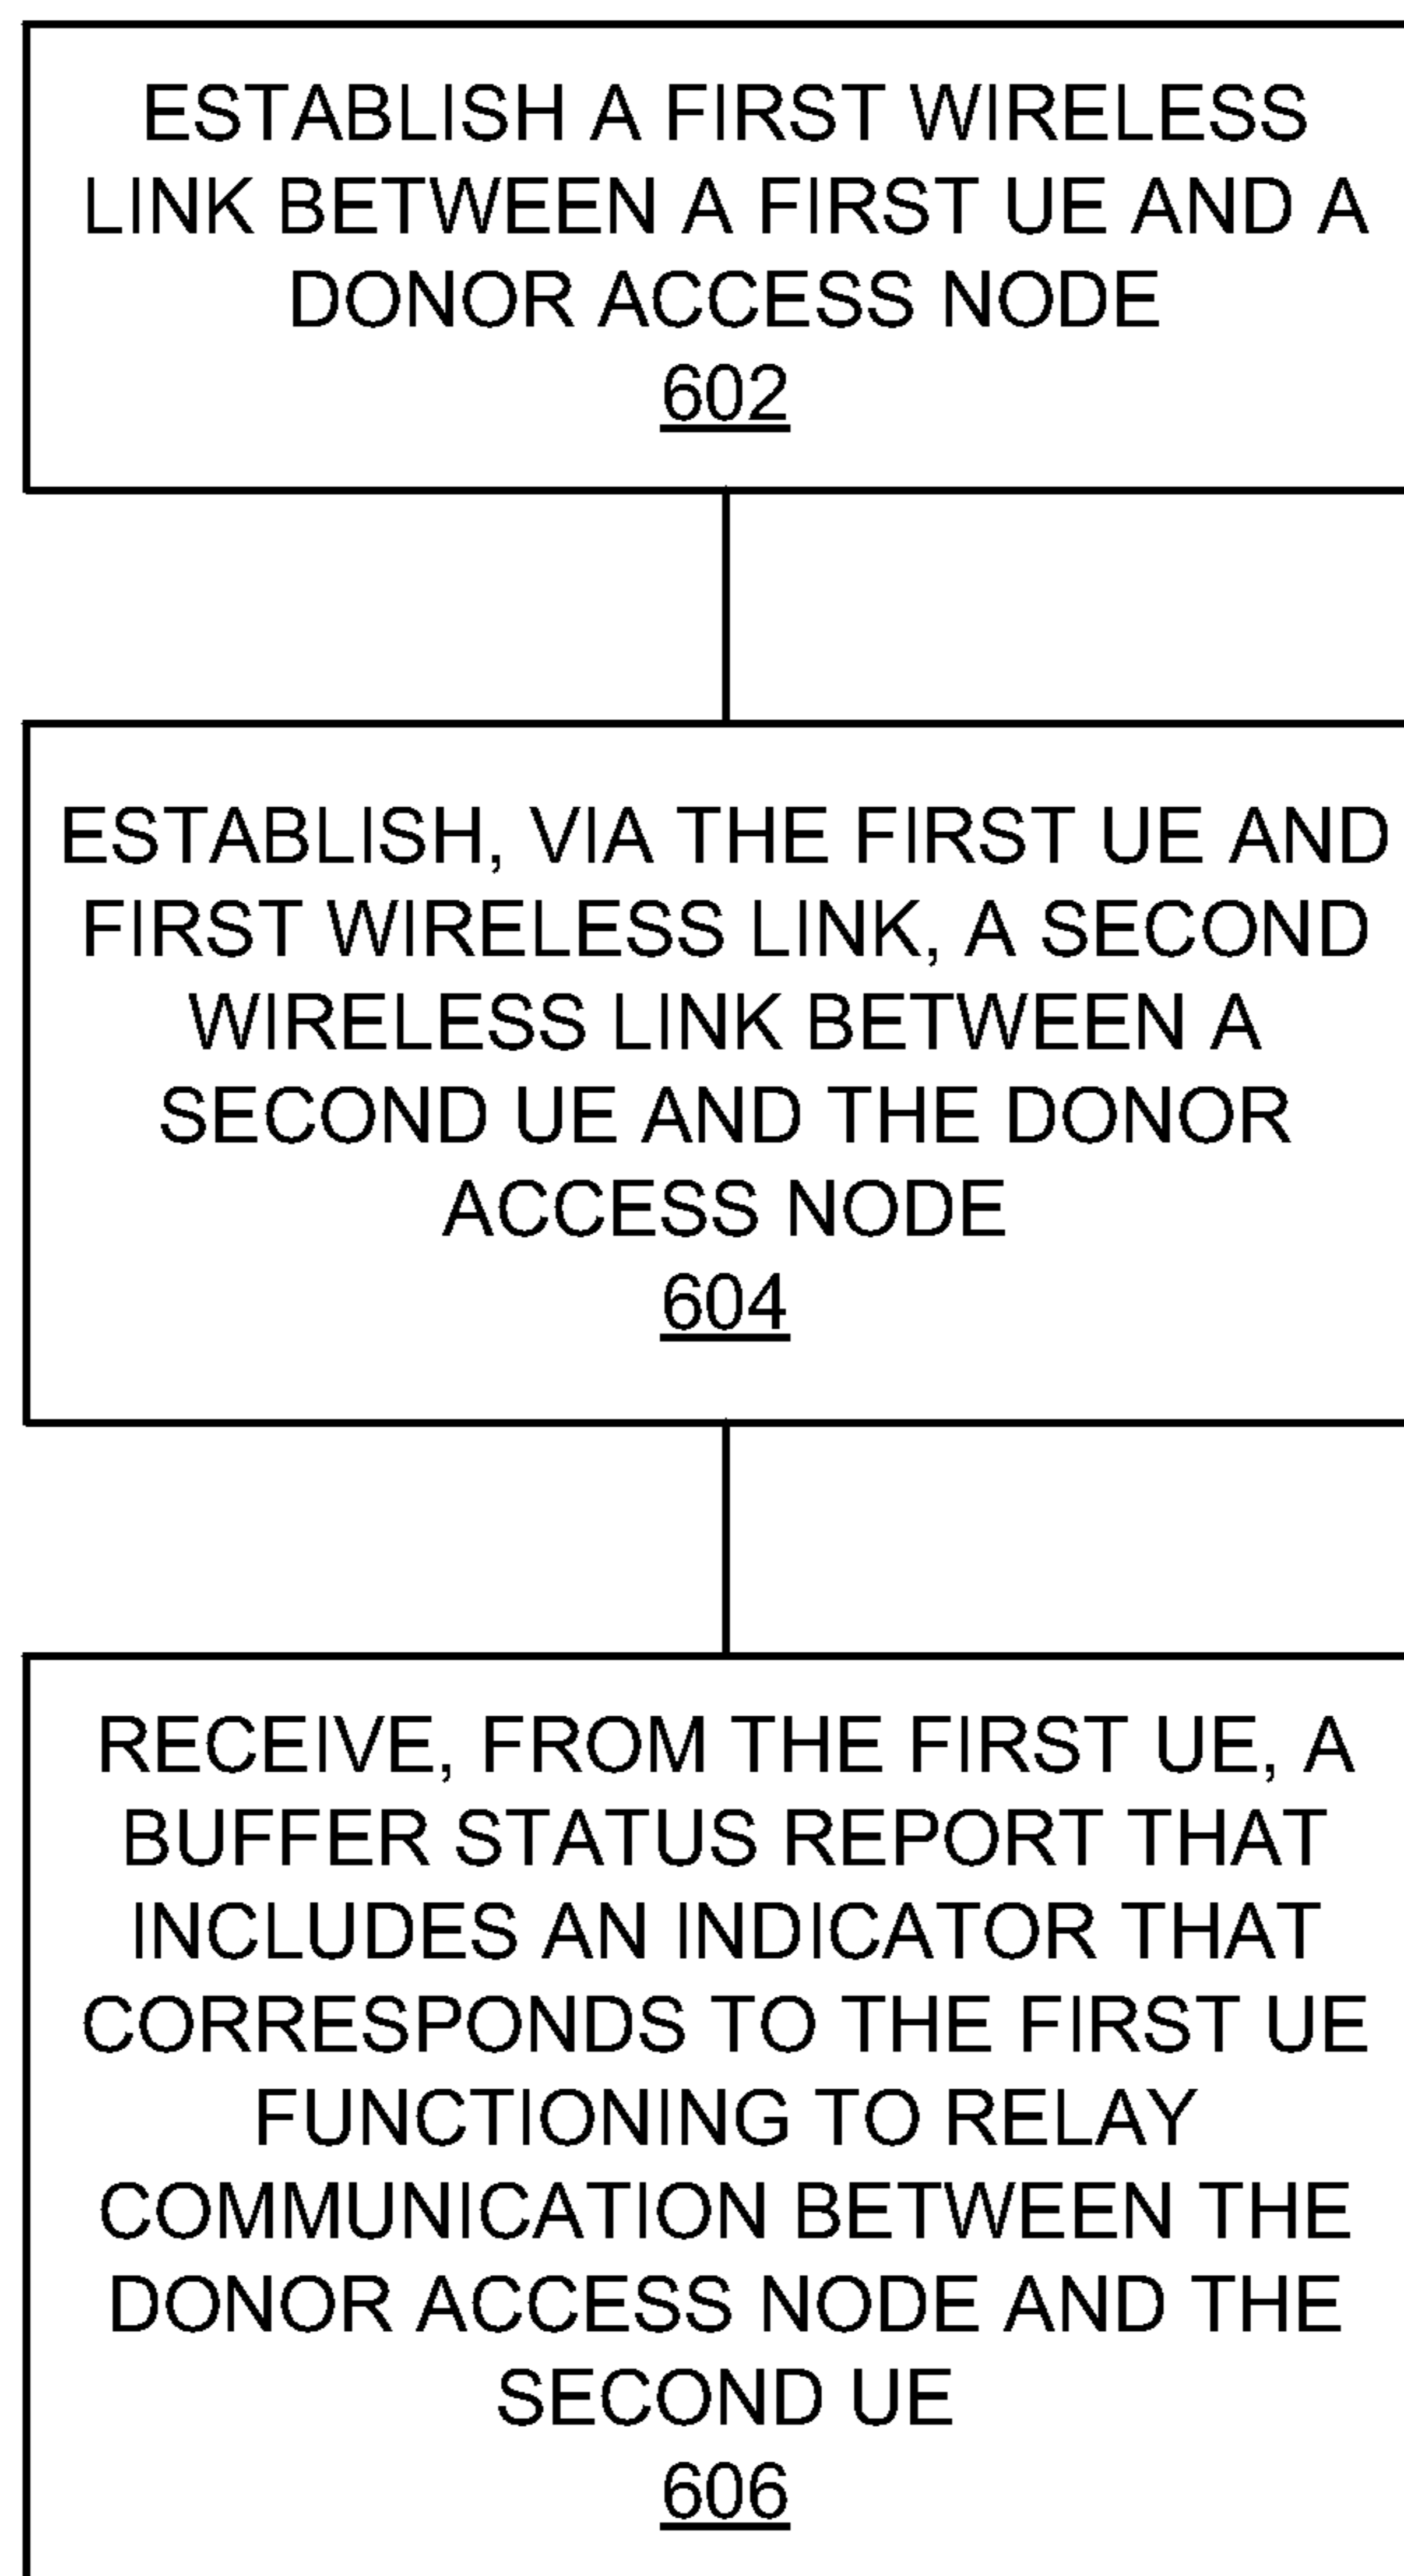 ESTABLISH A FIRST WIRELESS
LINK BETWEEN A FIRST UE AND A
DONOR ACCESS NODE
602
ESTABLISH, VIA THE FIRST UE AND
FIRST WIRELESS LINK, A SECOND
WIRELESS LINK BETWEEN A
SECOND UE AND THE DONOR
ACCESS NODE
604
RECEIVE, FROM THE FIRST UE, A
BUFFER STATUS REPORT THAT
INCLUDES AN INDICATOR THAT
CORRESPONDS TO THE FIRST UE
FUNCTIONING TO RELAY
COMMUNICATION BETWEEN THE
DONOR ACCESS NODE AND THE
SECOND UE
606